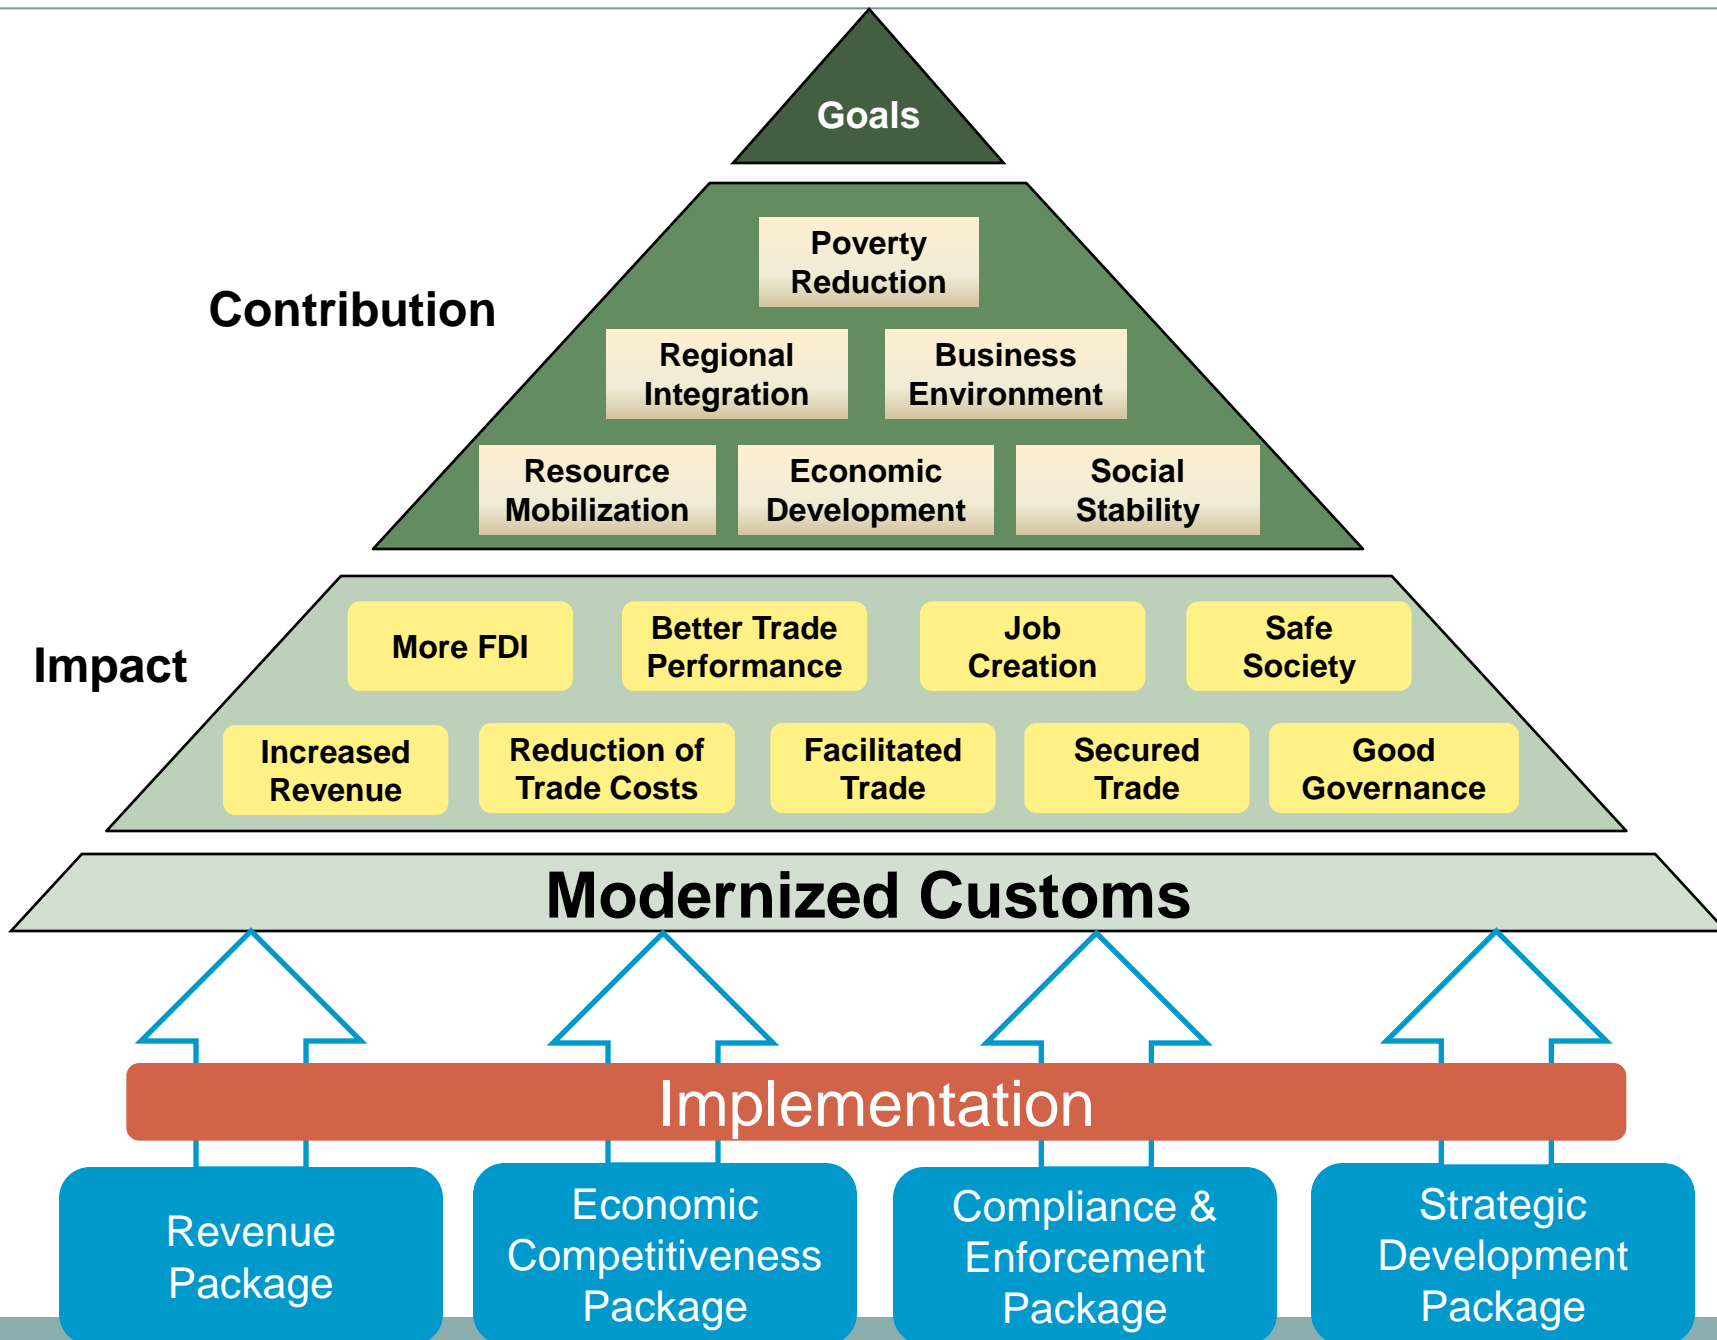 Goals
Contribution
Poverty
Reduction
Regional
Integration
Business
Environment
Resource
Mobilization
Economic
Development
Social
Stability
Impact
More FDI
Better Trade
Performance
Job
Creation
Safe
Society
Increased
Revenue
Reduction of
Trade Costs
Facilitated
Trade
Secured
Trade
Good
Governance
Modernized Customs
Implementation
Revenue
Package
Economic
Competitiveness
Package
Compliance &
Enforcement
Package
Strategic
Development
Package